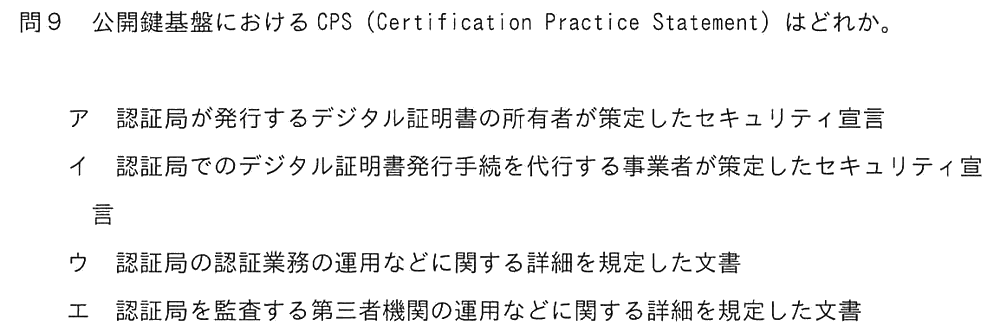 問９　公開鍵基盤における CPS（Certification Practice Statement）はどれか。
ア　認証局が発行するデジタル証明書の所有者が策定したセキュリティ宣言
イ　認証局でのデジタル証明書発行手続を代行する事業者が策定したセキュリティ宣
言
ウ　認証局の認証業務の運用などに関する詳細を規定した文書
エ　認証局を監査する第三者機関の運用などに関する詳細を規定した文書